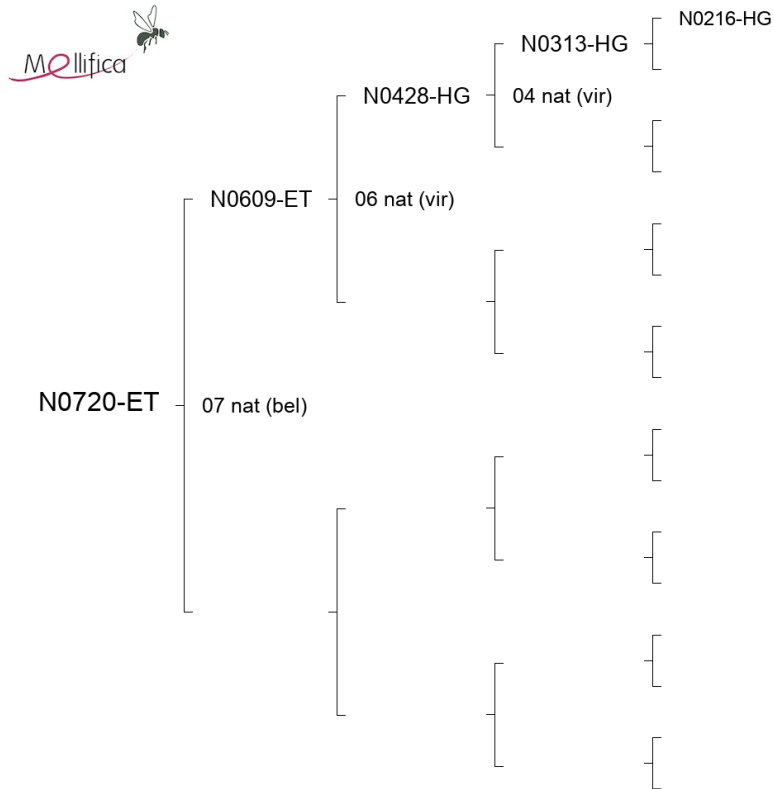 Mellifica
N0216-HG
N0313-HG
N0428-HG
04 nat (vir)
N0609-ET
06 nat (vir)
N0720-ET
07 nat (bel)